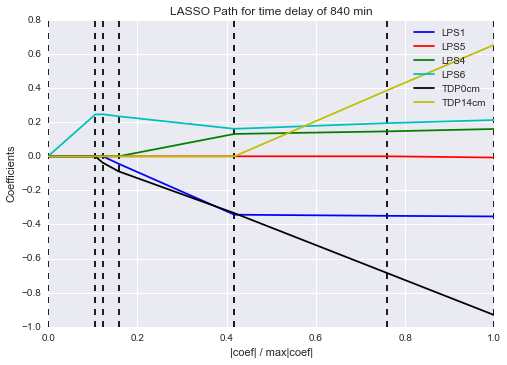 LASSO Path for time delay of 840 min
0.8
0.6
0.4
0.2
0.0
−0.2
−0.4
−0.6
−0.8
−1.0
Coefficients
LPS1
LPS5
LPS4
LPS6
TDP0cm
TDP14cm
0.0 0.2 0.4 0.6 0.8 1.0
|coef| / max|coef|